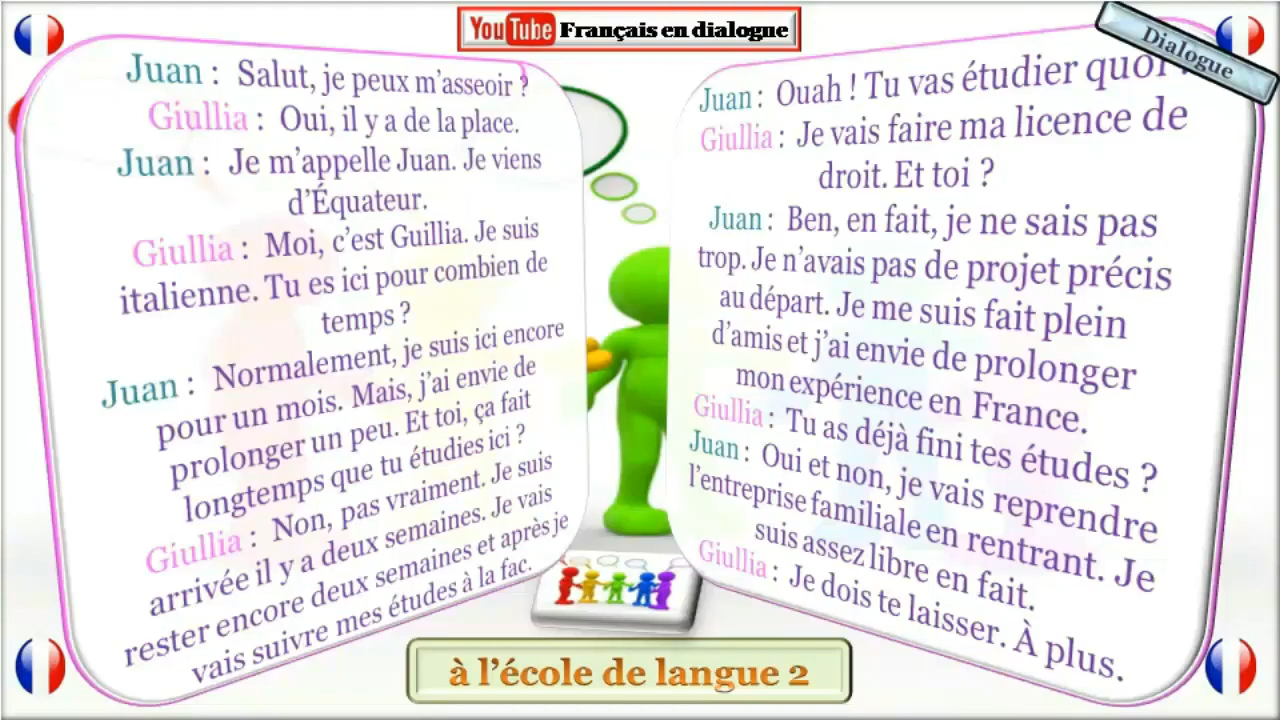 YouTube Français en dialogue
Dialogue
Juan : Salut, je peux m'asseoir ?
Giullia : Oui, il y a de la place.
Juan : Je m'appelle Juan. Je viens
d'Équateur.
Giullia : Moi, c'est Guillia. Je suis
italienne. Tu es ici pour combien de
temps ?
Juan : Normalement, je suis ici encore
pour un mois. Mais, j'ai envie de
prolonger un peu. Et toi, ça fait
longtemps que tu étudies ici ?
Giullia : Non, pas vraiment. Je suis
arrivée il y a deux semaines. Je vais
rester encore deux semaines et après je
vais suivre mes études à la fac.
Juan : Ouah ! Tu vas étudier quoi
Giullia : Je vais faire ma licence de
droit. Et toi ?
Juan : Ben, en fait, je ne sais pas
trop. Je n'avais pas de projet précis
au départ. Je me suis fait plein
d'amis et j'ai envie de prolonger
mon expérience en France.
Giullia : Tu as déjà fini tes études ?
Juan : Oui et non, je vais reprendre
l'entreprise familiale en rentrant. Je
suis assez libre en fait.
Giullia : Je dois te laisser. À plus.
à l'école de langue 2